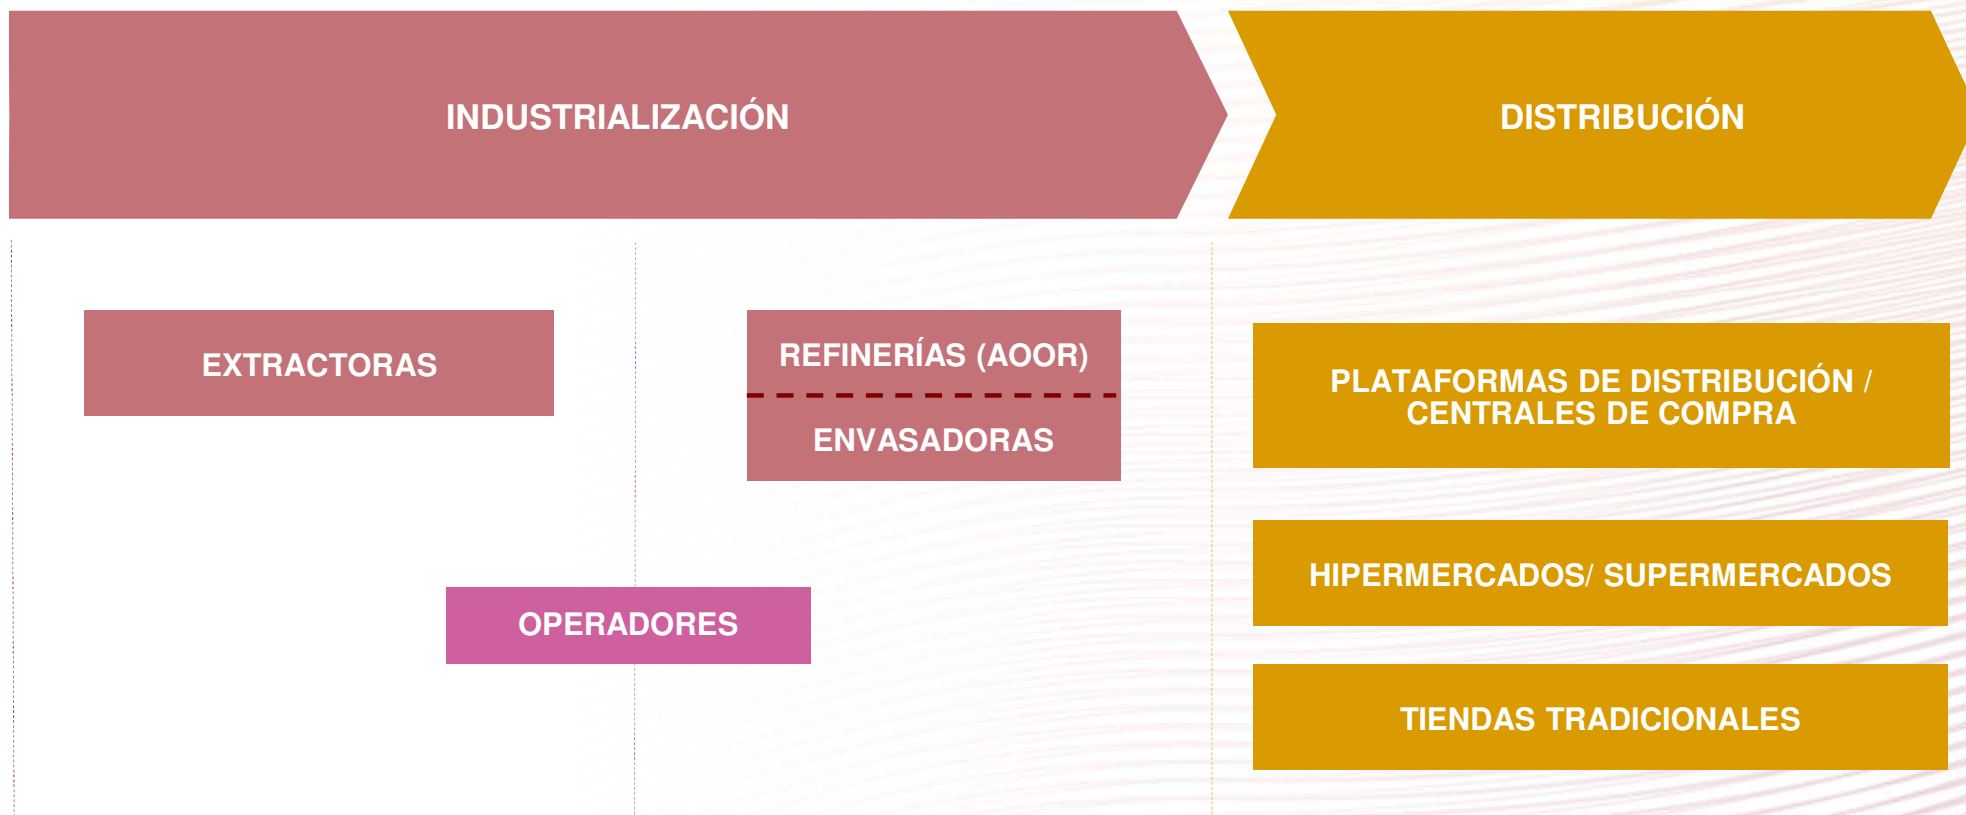 INDUSTRIALIZACIÓN
DISTRIBUCIÓN
EXTRACTORAS
REFINERÍAS (AOOR)
ENVASADORAS
OPERADORES
PLATAFORMAS DE DISTRIBUCIÓN /
CENTRALES DE COMPRA
HIPERMERCADOS/ SUPERMERCADOS
TIENDAS TRADICIONALES